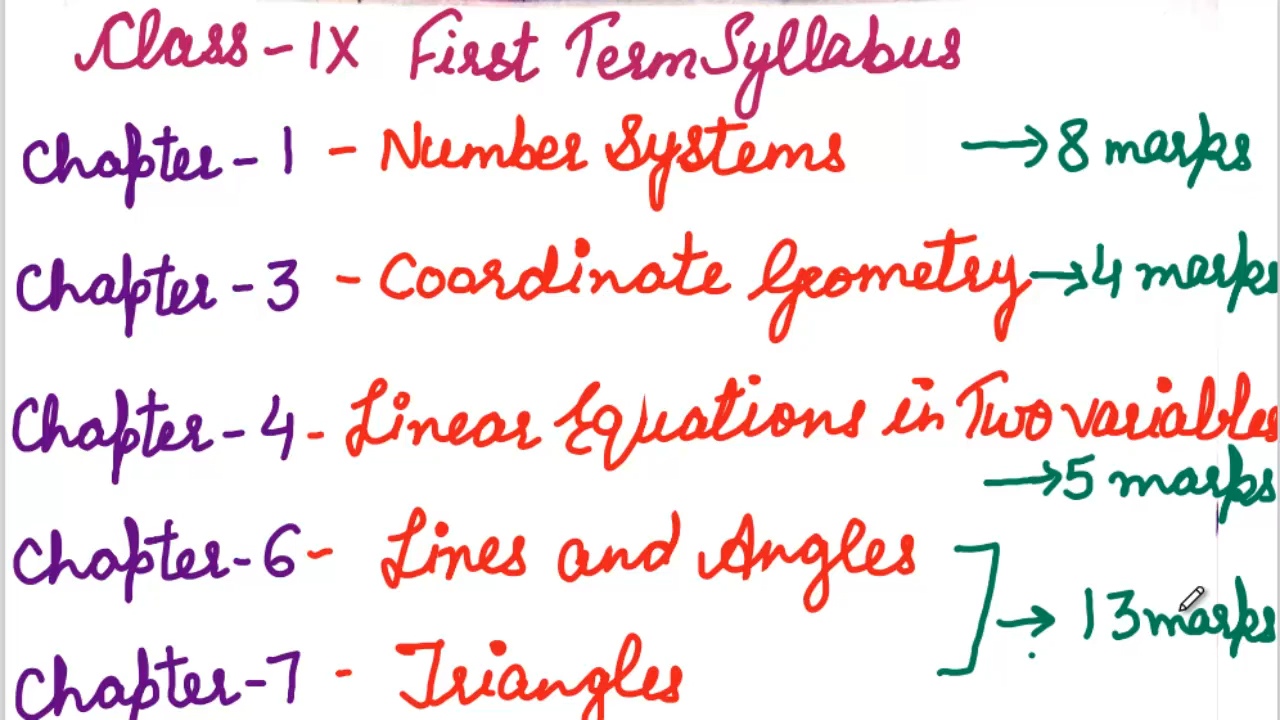 Class - IX First Term Syllabus
Chapter - 1 - Number Systems → 8 marks
Chapter - 3 - Coordinate Geometry → 4 marks
Chapter - 4 - Linear Equations in Two variables
→ 5 marks
Chapter - 6 - Lines and Angles
→ 13 marks
Chapter - 7 - Triangles